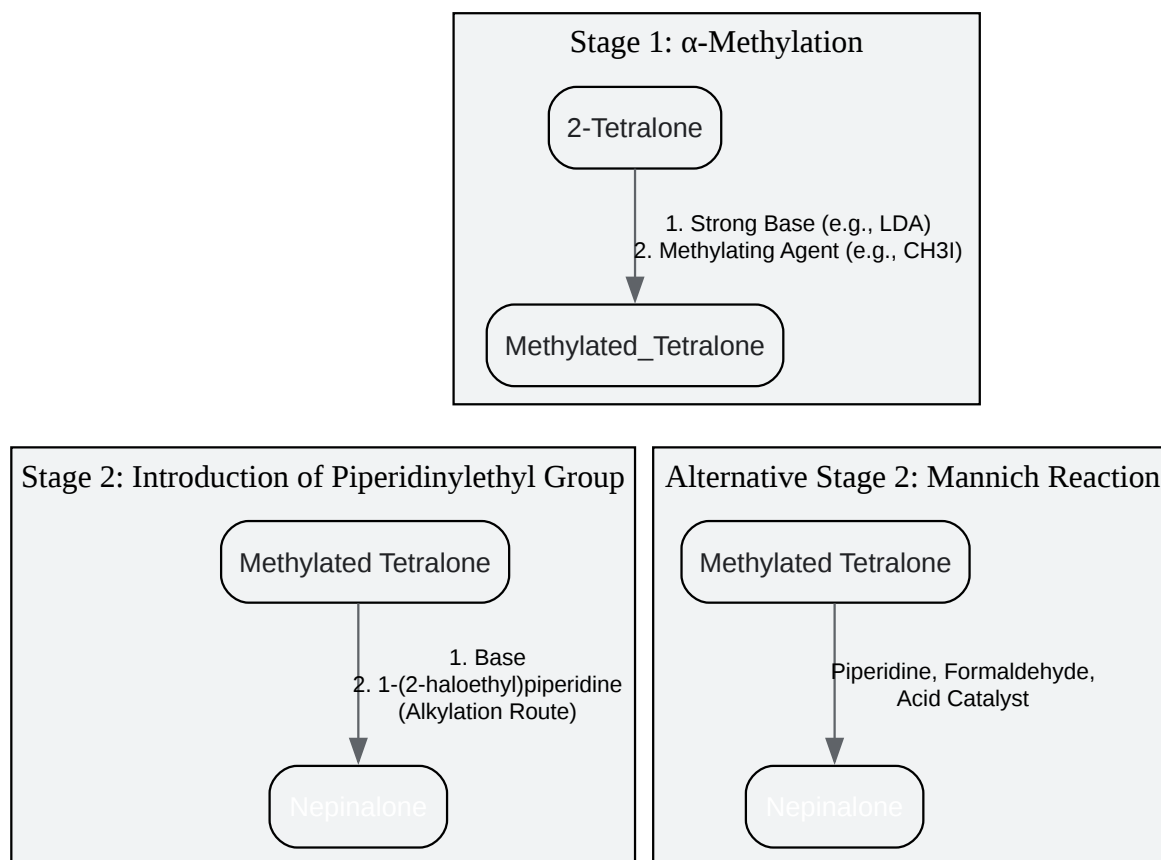 Stage 1: α-Methylation
2-Tetralone
1. Strong Base (e.g., LDA)
2. Methylating Agent (e.g., CH3I)
Methylated_Tetralone
Stage 2: Introduction of Piperidinylethyl Group
Methylated Tetralone
1. Base
2. 1-(2-haloethyl)piperidine
(Alkylation Route)
Nepinalone
Alternative Stage 2: Mannich Reaction
Methylated Tetralone
Piperidine, Formaldehyde,
Acid Catalyst
Nepinalone